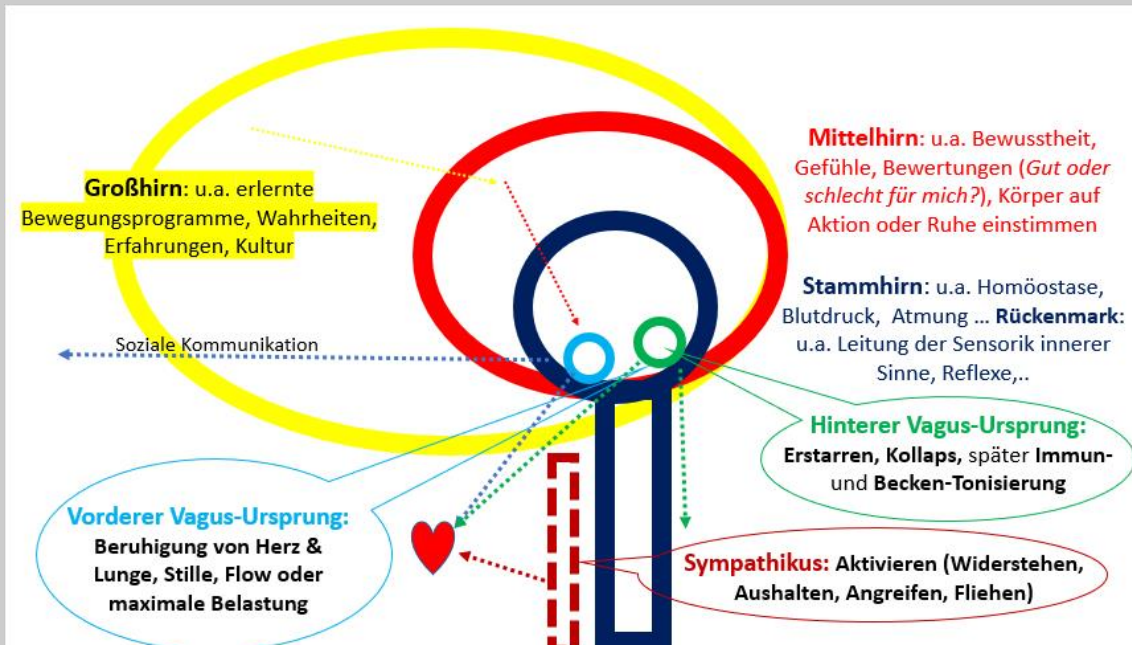 Großhirn: u.a. erlernte
Bewegungsprogramme, Wahrheiten,
Erfahrungen, Kultur
Mittelhirn: u.a. Bewusstheit,
Gefühle, Bewertungen (Gut oder
schlecht für mich?), Körper auf
Aktion oder Ruhe einstimmen
Stammhirn: u.a. Homöostase,
Blutdruck, Atmung ... Rückenmark:
u.a. Leitung der Sensorik innerer
Sinne, Reflexe,..
Soziale Kommunikation
Hinterer Vagus-Ursprung:
Erstarren, Kollaps, später Immun-
und Becken-Tonisierung
Vorderer Vagus-Ursprung:
Beruhigung von Herz &
Lunge, Stille, Flow oder
maximale Belastung
Sympathikus: Aktivieren (Widerstehen,
Aushalten, Angreifen, Fliehen)